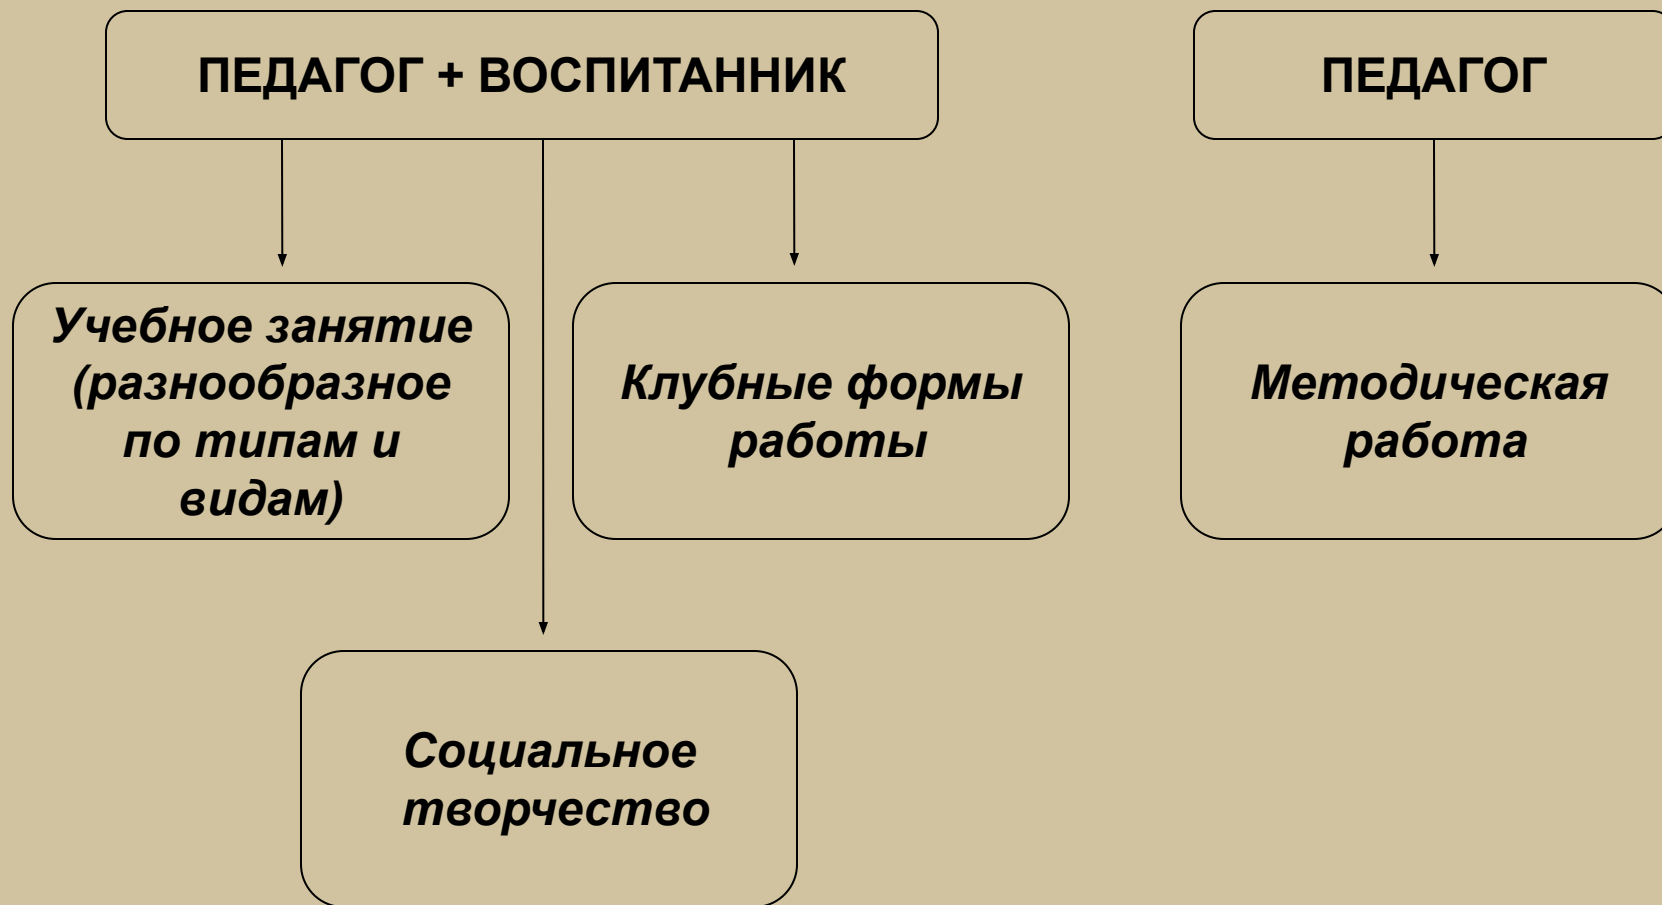 ПЕДАГОГ + ВОСПИТАННИК
ПЕДАГОГ
Учебное занятие
(разнообразное
по типам и
видам)
Клубные формы
работы
Методическая
работа
Социальное
творчество